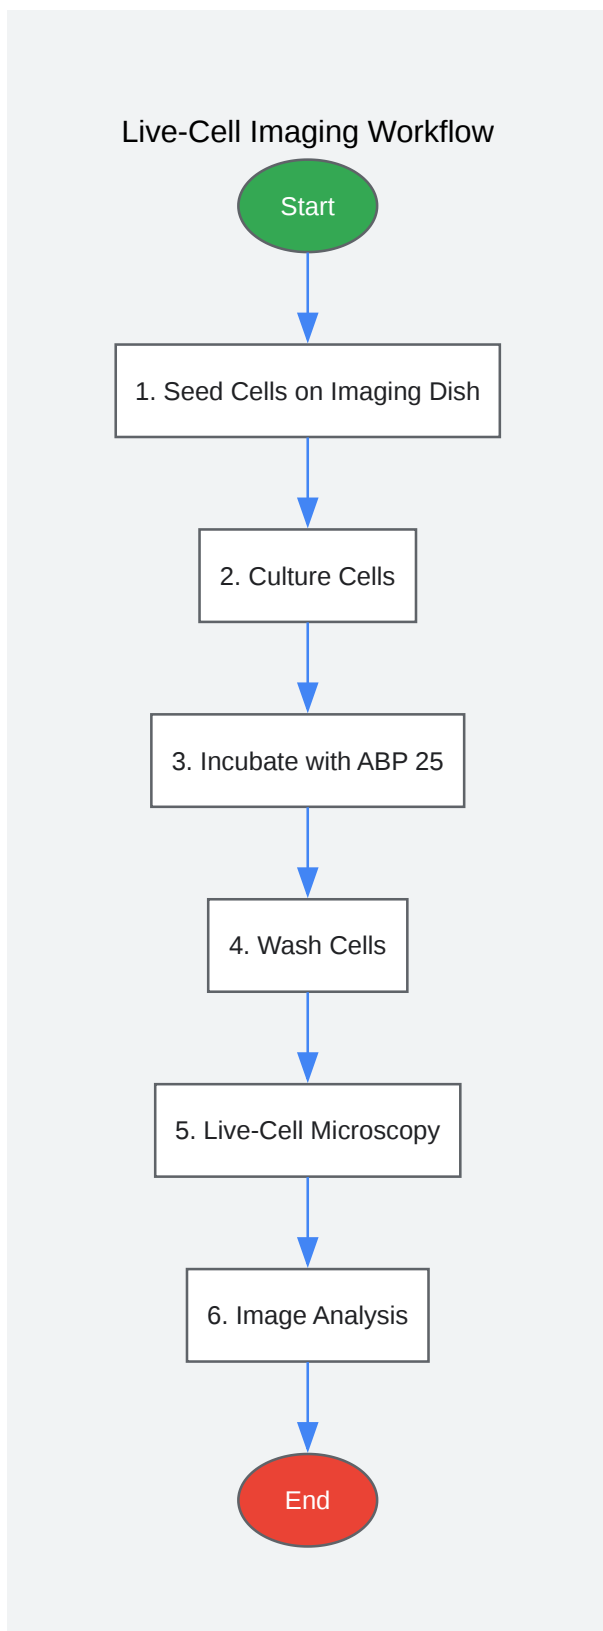 Live-Cell Imaging Workflow
Start
1. Seed Cells on Imaging Dish
2. Culture Cells
3. Incubate with ABP 25
4. Wash Cells
5. Live-Cell Microscopy
6. Image Analysis
End